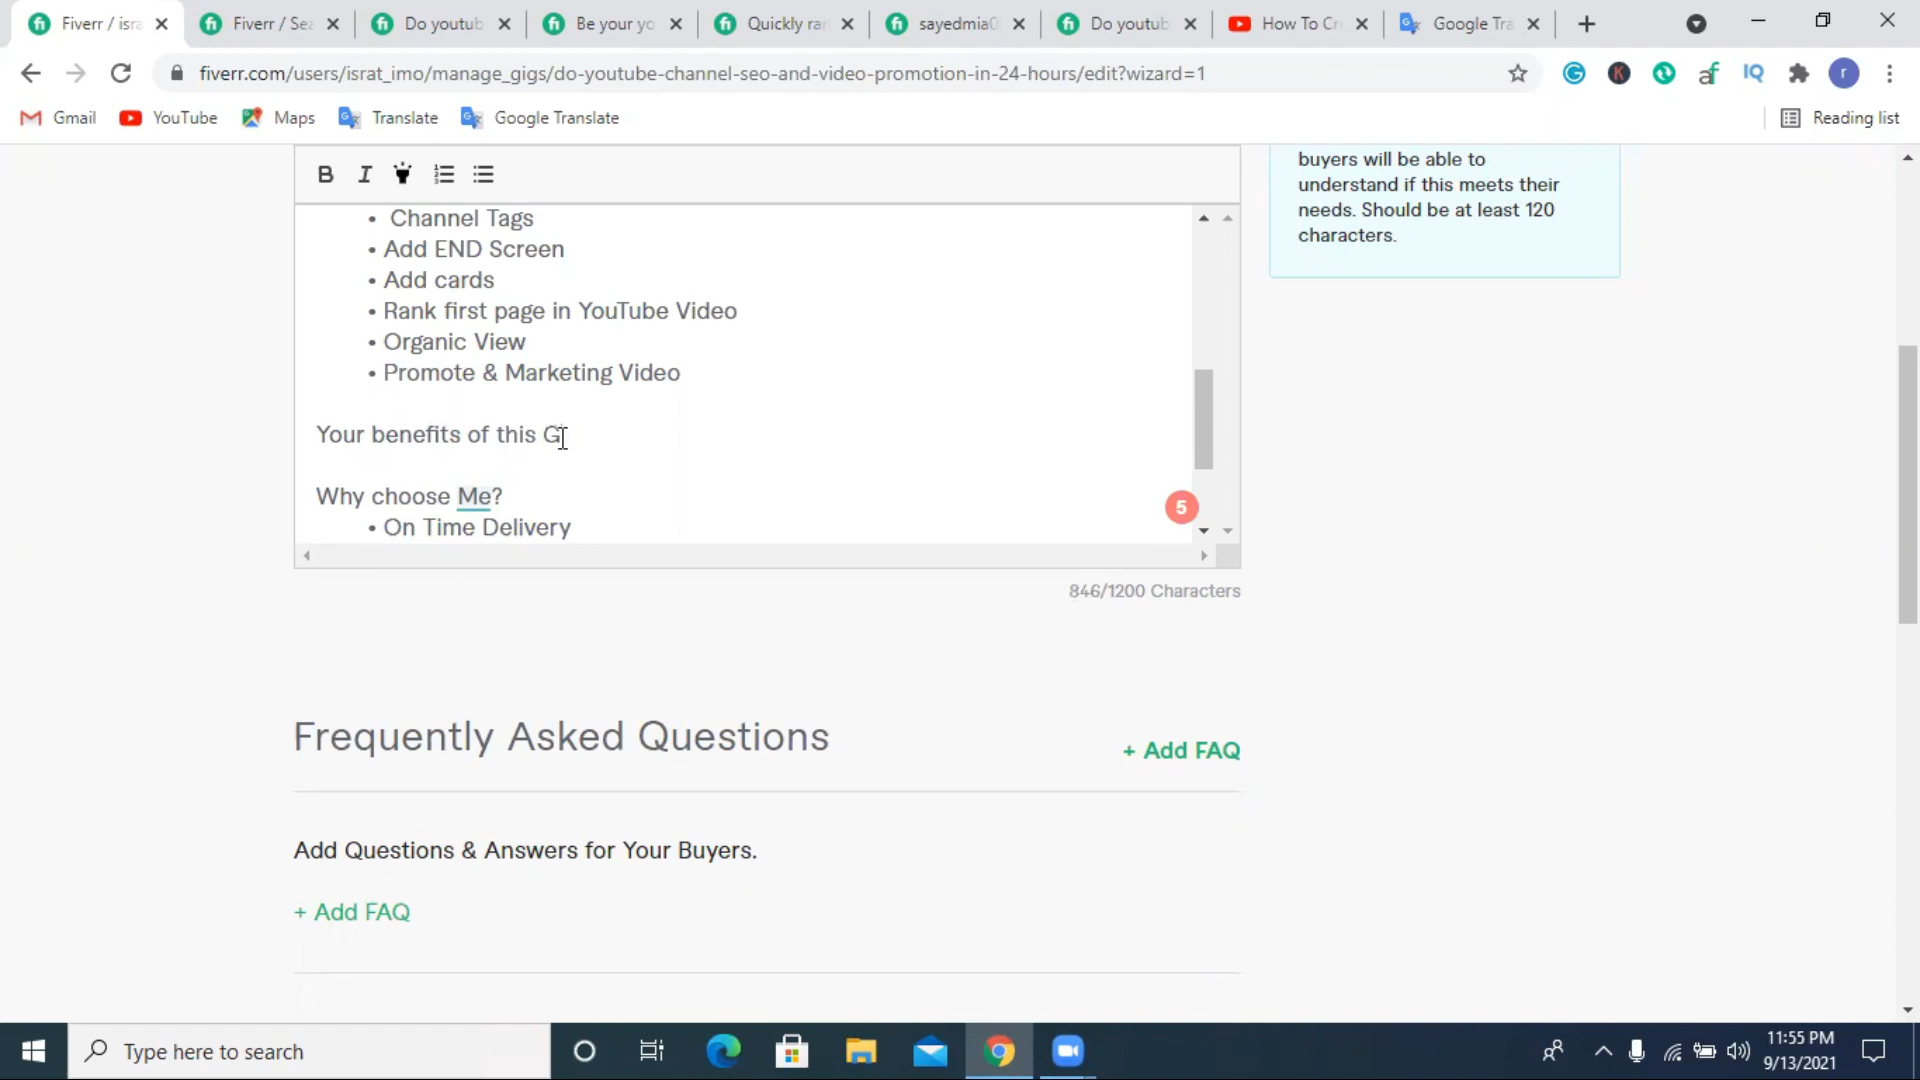 Fiverr / isra
Fiverr / Sea
Do youtub
Be your yo
Quickly ran
sayedmia0
Do youtub
How To Cr
Google Tra
fiverr.com/users/israt_imo/manage_gigs/do-youtube-channel-seo-and-video-promotion-in-24-hours/edit?wizard=1
Gmail
YouTube
Maps
Translate
Google Translate
Reading list
buyers will be able to
understand if this meets their
needs. Should be at least 120
characters.
B I
• Channel Tags
• Add END Screen
• Add cards
• Rank first page in YouTube Video
• Organic View
• Promote & Marketing Video
Your benefits of this G
Why choose Me?
• On Time Delivery
5
846/1200 Characters
Frequently Asked Questions
+ Add FAQ
Add Questions & Answers for Your Buyers.
+ Add FAQ
Type here to search
11:55 PM
9/13/2021